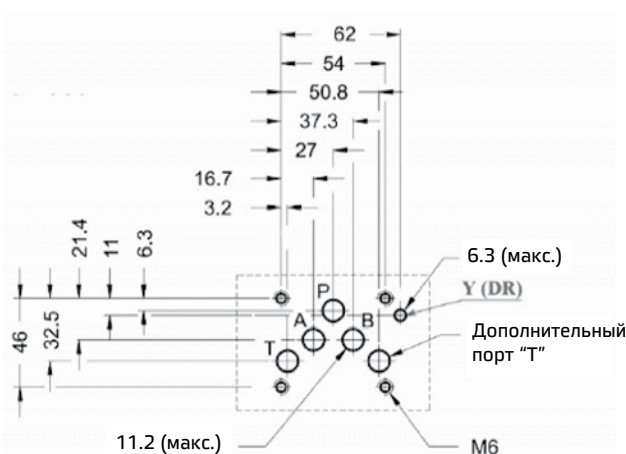 62
54
50.8
37.3
27
16.7
3.2
21.4
11
6.3
6.3 (макс.)
Y (DR)
P
A
B
T
46
32.5
Дополнительный
порт “Т”
11.2 (макс.)
M6